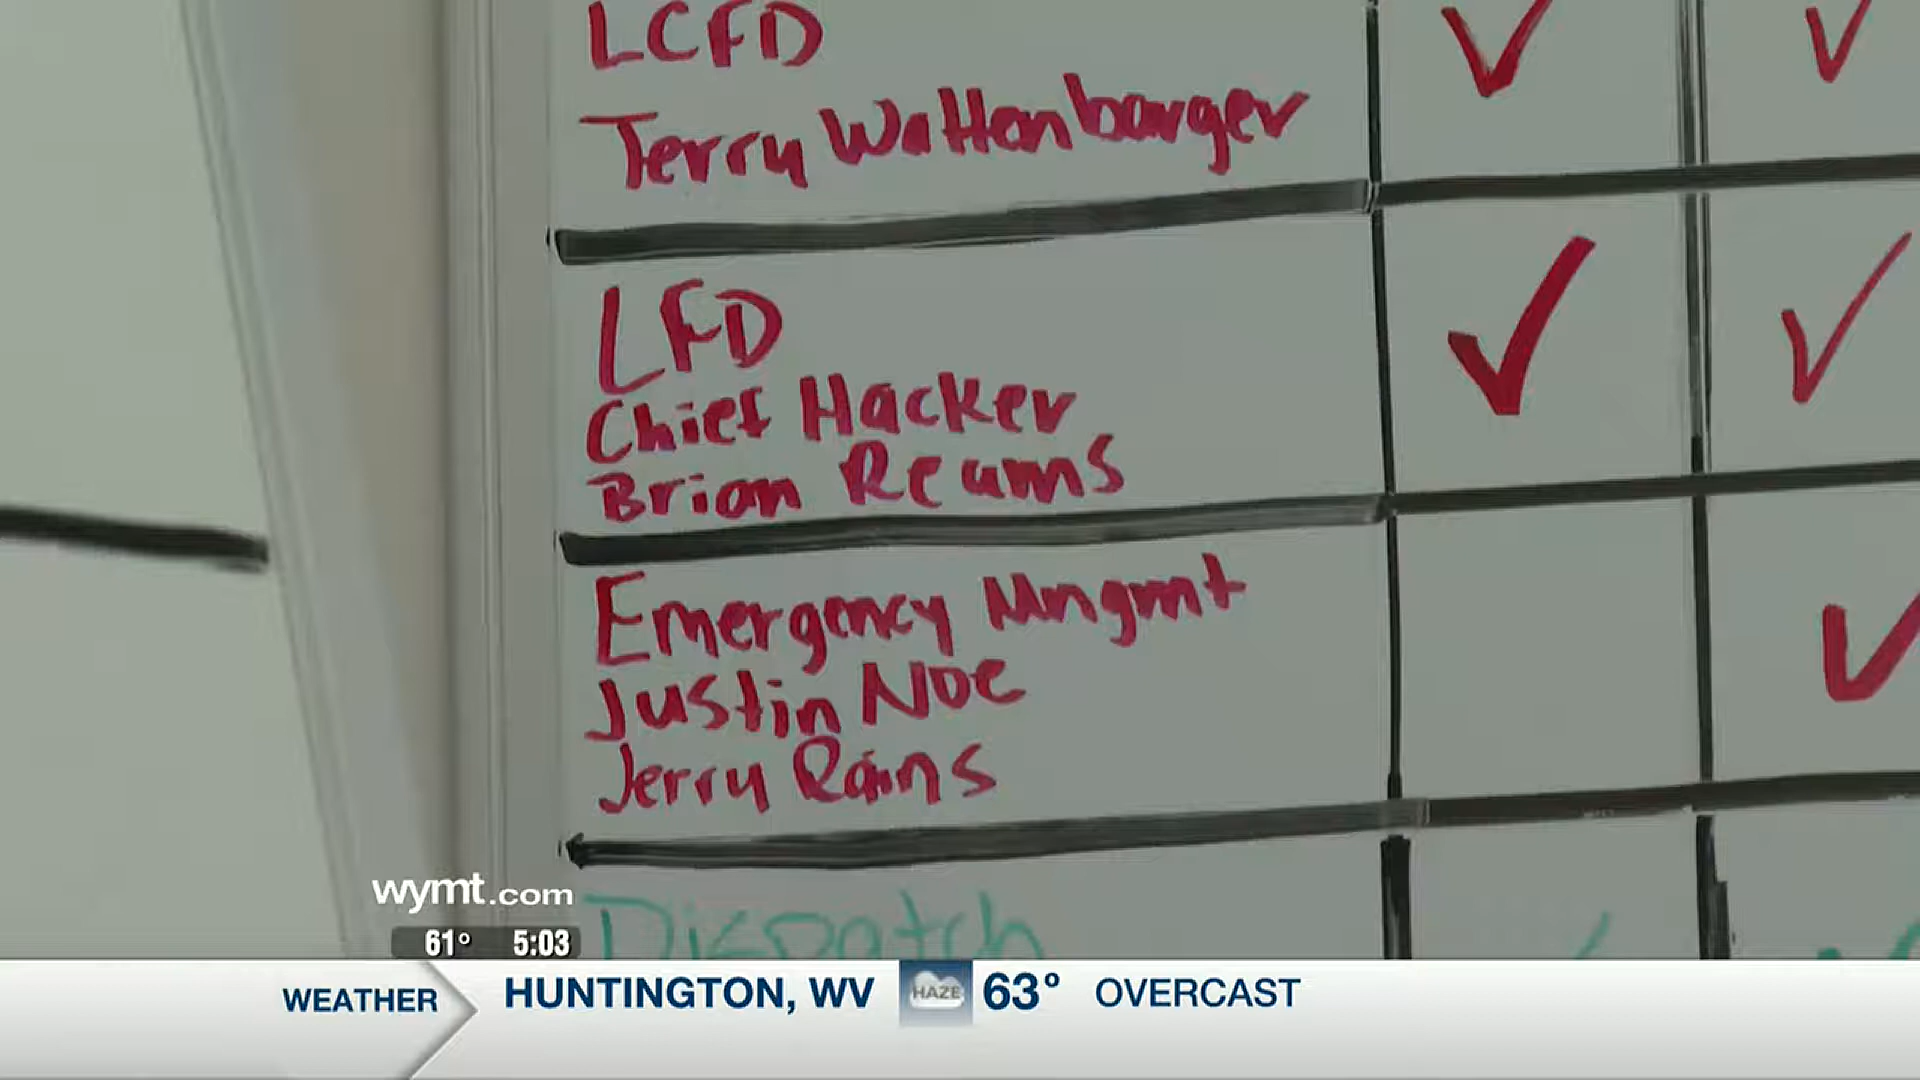 LCFD
Terry Wattenbarger
LFD
Chief Hacker
Brian Reams
Emergency Mngmt
Justin Noe
Jerry Rains
Dispatch
wymt.com
61° 5:03
WEATHER HUNTINGTON, WV HAZE 63° OVERCAST